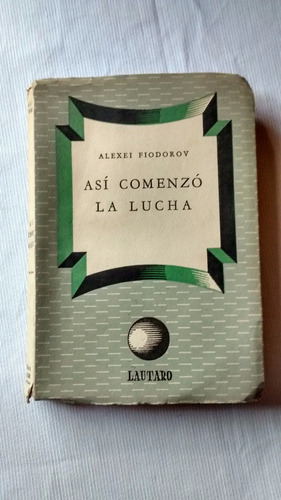 ALEXEI FIODOROV
ASÍ COMENZÓ
LA LUCHA
LAUTARO